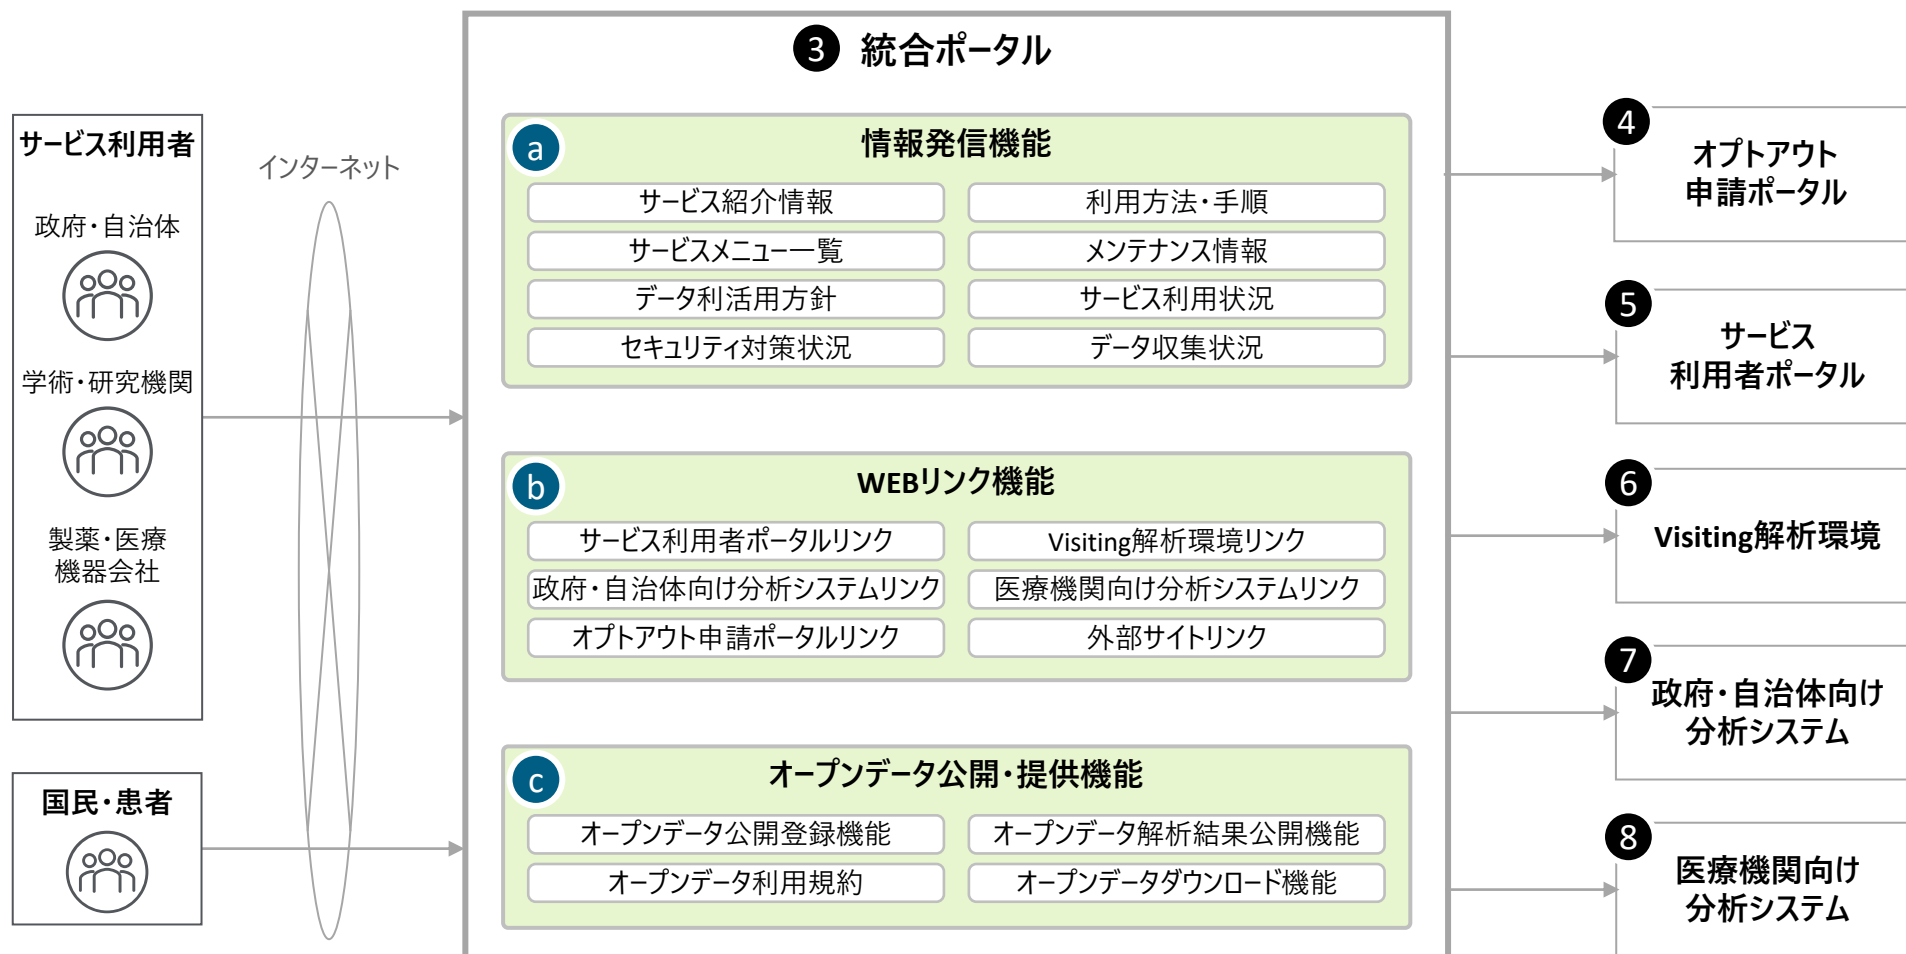 サービス利用者
政府・自治体
学術・研究機関
製薬・医療
機器会社
国民・患者
インターネット
3 統合ポータル
a 情報発信機能
サービス紹介情報
利用方法・手順
サービスメニュー一覧
メンテナンス情報
データ利活用方針
サービス利用状況
セキュリティ対策状況
データ収集状況
b WEBリンク機能
サービス利用者ポータルリンク
Visiting解析環境リンク
政府・自治体向け分析システムリンク
医療機関向け分析システムリンク
オプトアウト申請ポータルリンク
外部サイトリンク
c オープンデータ公開・提供機能
オープンデータ公開登録機能
オープンデータ解析結果公開機能
オープンデータ利用規約
オープンデータダウンロード機能
4
オプトアウト
申請ポータル
5
サービス
利用者ポータル
6
Visiting解析環境
7
政府・自治体向け
分析システム
8
医療機関向け
分析システム